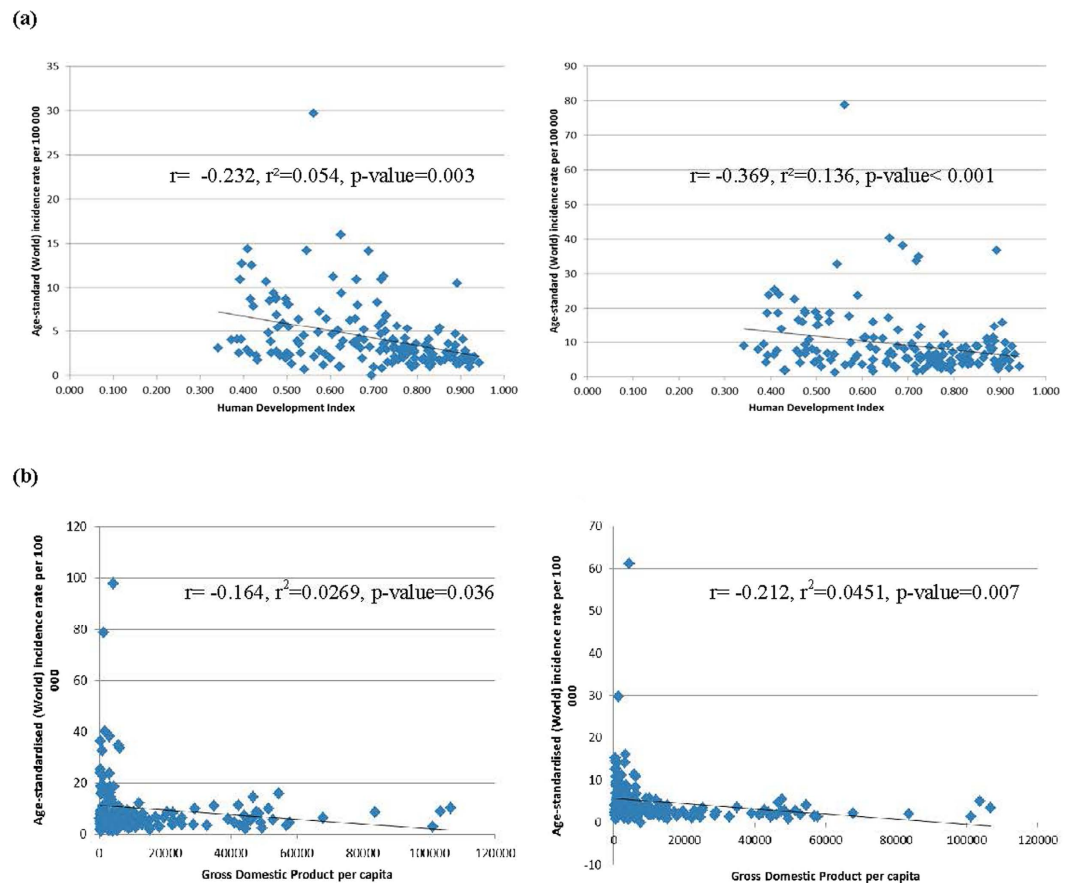 (a)
35
30
25
20
15
10
5
0
Age-standard (World) incidence rate per 100 000
r= -0.232, r²=0.054, p-value=0.003
0.000 0.100 0.200 0.300 0.400 0.500 0.600 0.700 0.800 0.900 1.000
Human Development Index
90
80
70
60
50
40
30
20
10
0
Age-standard (World) incidence rate per 100 000
r= -0.369, r²=0.136, p-value< 0.001
0.000 0.100 0.200 0.300 0.400 0.500 0.600 0.700 0.800 0.900 1.000
Human Development Index
(b)
120
100
80
60
40
20
0
Age-standardised (World) incidence rate per 100
000
r= -0.164, r²=0.0269, p-value=0.036
0 20000 40000 60000 80000 100000 120000
Gross Domestic Product per capita
70
60
50
40
30
20
10
0
-10
Age-standardised (World) incidence rate per 100
000
r= -0.212, r²=0.0451, p-value=0.007
0 20000 40000 60000 80000 100000 120000
Gross Domestic Product per capita